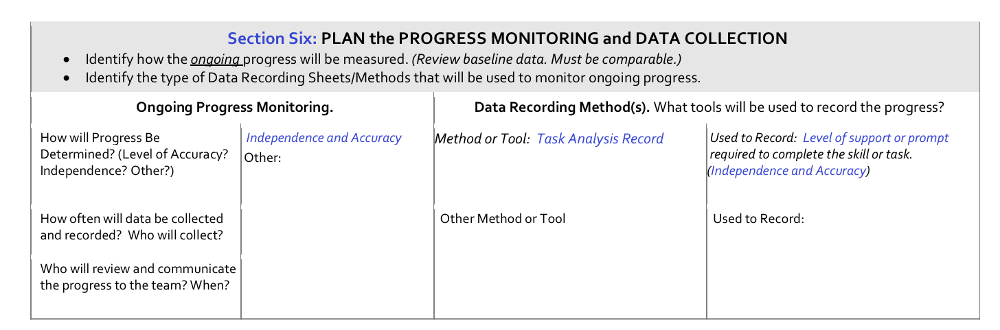 Section Six: PLAN the PROGRESS MONITORING and DATA COLLECTION
• Identify how the ongoing progress will be measured. (Review baseline data. Must be comparable.)
• Identify the type of Data Recording Sheets/Methods that will be used to monitor ongoing progress.
Ongoing Progress Monitoring.
Data Recording Method(s). What tools will be used to record the progress?
How will Progress Be
Determined? (Level of Accuracy?
Independence? Other?)
Independence and Accuracy
Other:
Method or Tool: Task Analysis Record
Used to Record: Level of support or prompt
required to complete the skill or task.
(Independence and Accuracy)
How often will data be collected
and recorded? Who will collect?
Other Method or Tool
Used to Record:
Who will review and communicate
the progress to the team? When?